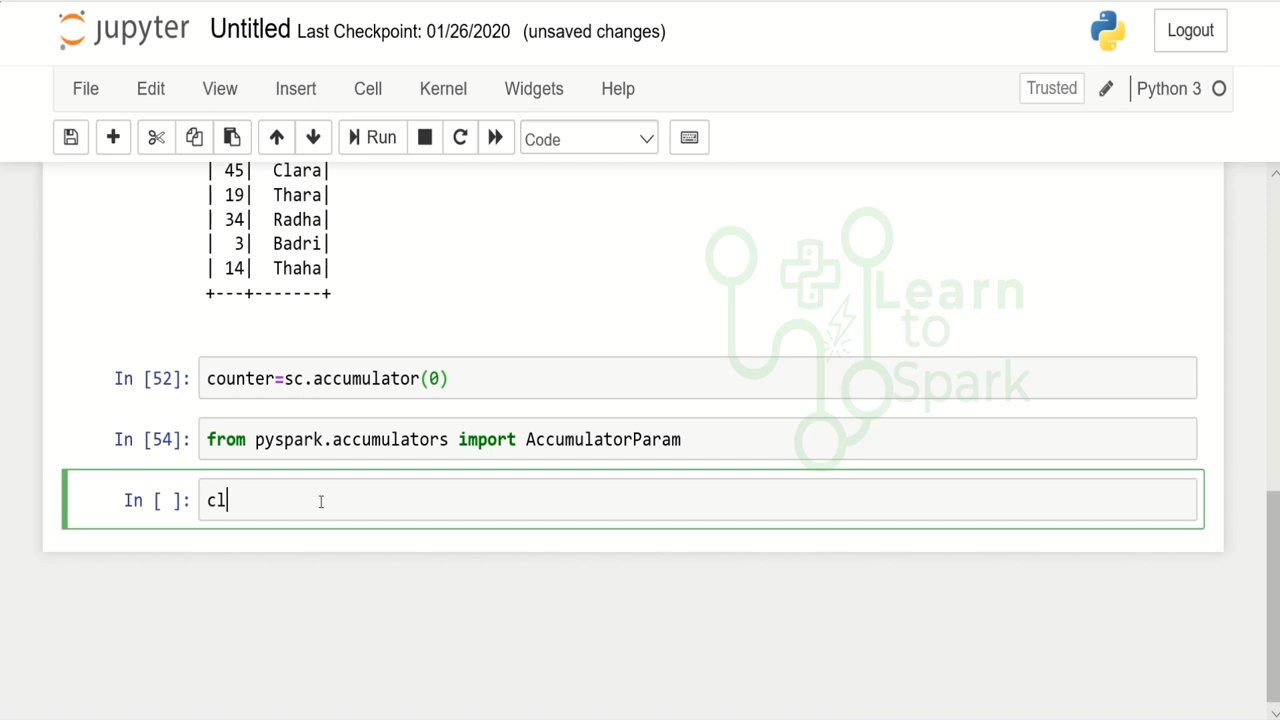 jupyter Untitled Last Checkpoint: 01/26/2020 (unsaved changes) Logout
File Edit View Insert Cell Kernel Widgets Help Trusted Python 3
Run Code
| 45| Clara|
| 19| Thara|
| 34| Radha|
| 3| Badri|
| 14| Thaha|
+---+-------+
Learn
to
Spark
In [52]: counter=sc.accumulator(0)
In [54]: from pyspark.accumulators import AccumulatorParam
In [ ]: cl